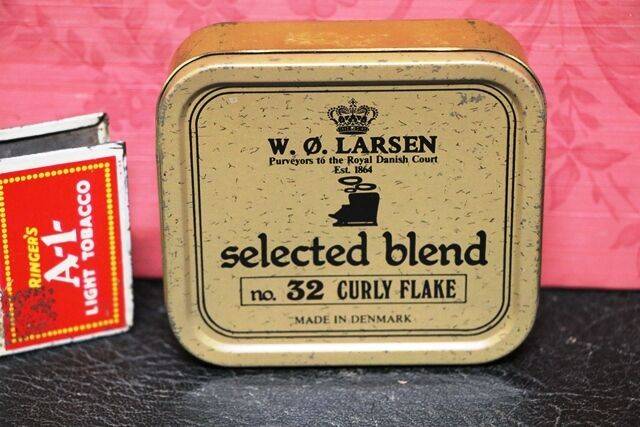 W. Ø. LARSEN
Purveyors to the Royal Danish Court
Est. 1864
selected blend
no. 32 CURLY FLAKE
MADE IN DENMARK
RINGER'S
A-1-
LIGHT TOBACCO